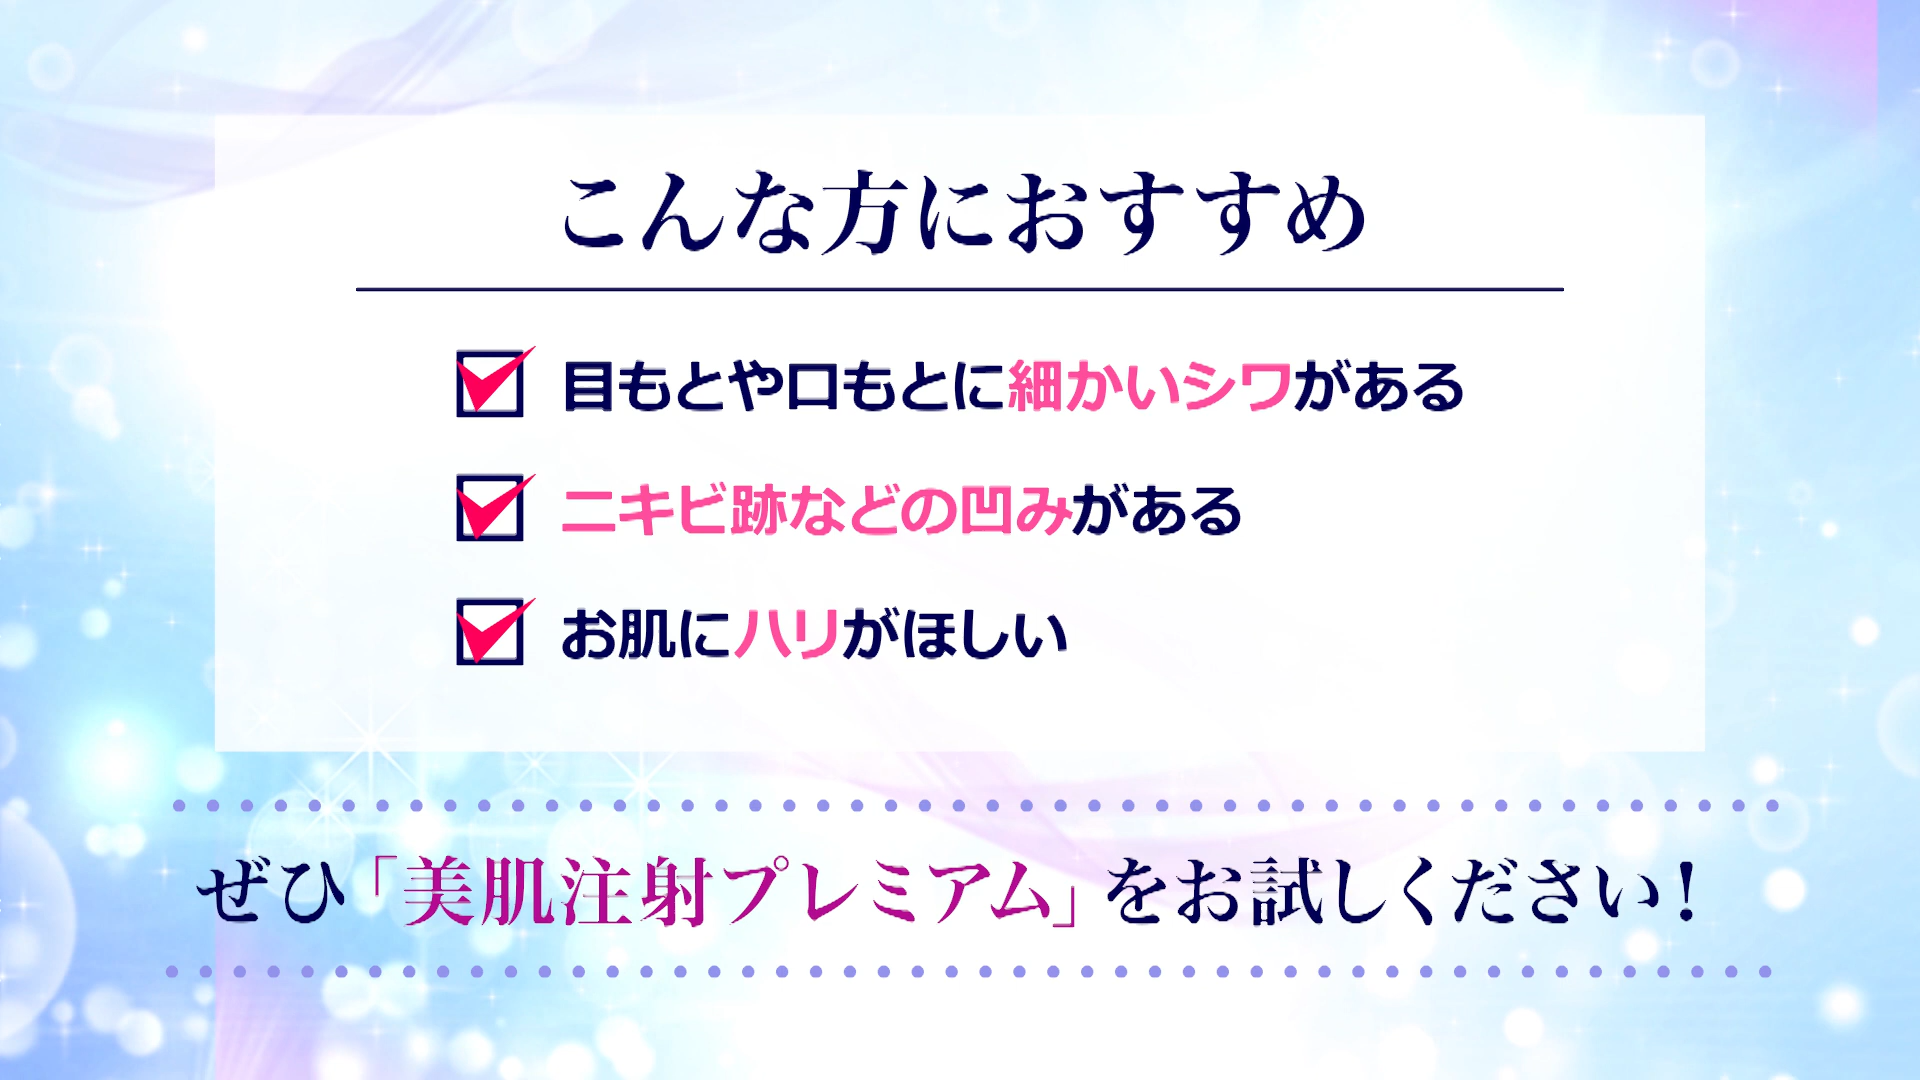 こんな方におすすめ
目もとや口もとに細かいシワがある
ニキビ跡などの凹みがある
お肌にハリがほしい
ぜひ「美肌注射プレミアム」をお試しください！